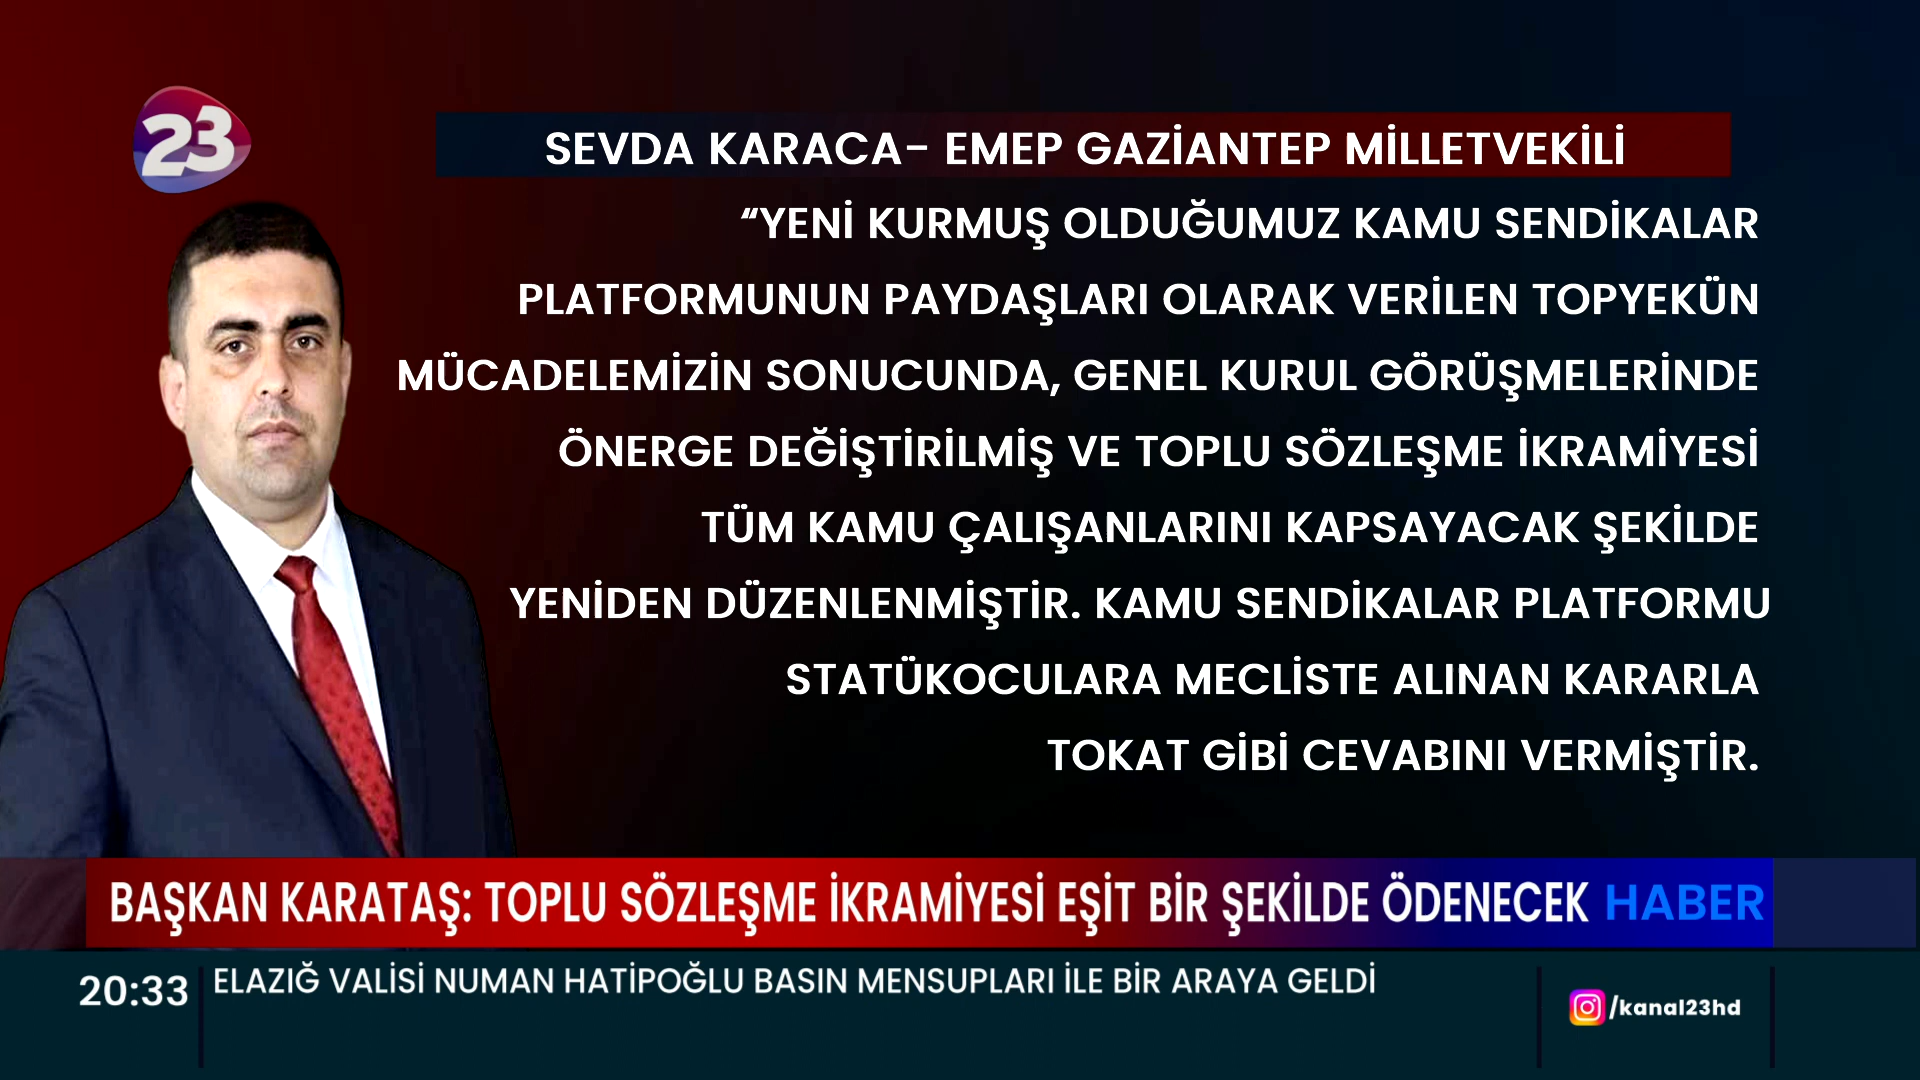 23
SEVDA KARACA- EMEP GAZİANTEP MİLLETVEKİLİ
“YENİ KURMUŞ OLDUĞUMUZ KAMU SENDİKALAR
PLATFORMUNUN PAYDAŞLARI OLARAK VERİLEN TOPYEKÜN
MÜCADELEMİZİN SONUCUNDA, GENEL KURUL GÖRÜŞMELERİNDE
ÖNERGE DEĞİŞTİRİLMİŞ VE TOPLU SÖZLEŞME İKRAMİYESİ
TÜM KAMU ÇALIŞANLARINI KAPSAYACAK ŞEKİLDE
YENİDEN DÜZENLENMİŞTİR. KAMU SENDİKALAR PLATFORMU
STATÜKOCULARA MECLİSTE ALINAN KARARLA
TOKAT GİBİ CEVABINI VERMİŞTİR.
BAŞKAN KARATAŞ: TOPLU SÖZLEŞME İKRAMİYESİ EŞİT BİR ŞEKİLDE ÖDENECEK HABER
20:33 ELAZIĞ VALİSİ NUMAN HATİPOĞLU BASIN MENSUPLARI İLE BİR ARAYA GELDİ
/kanal23hd